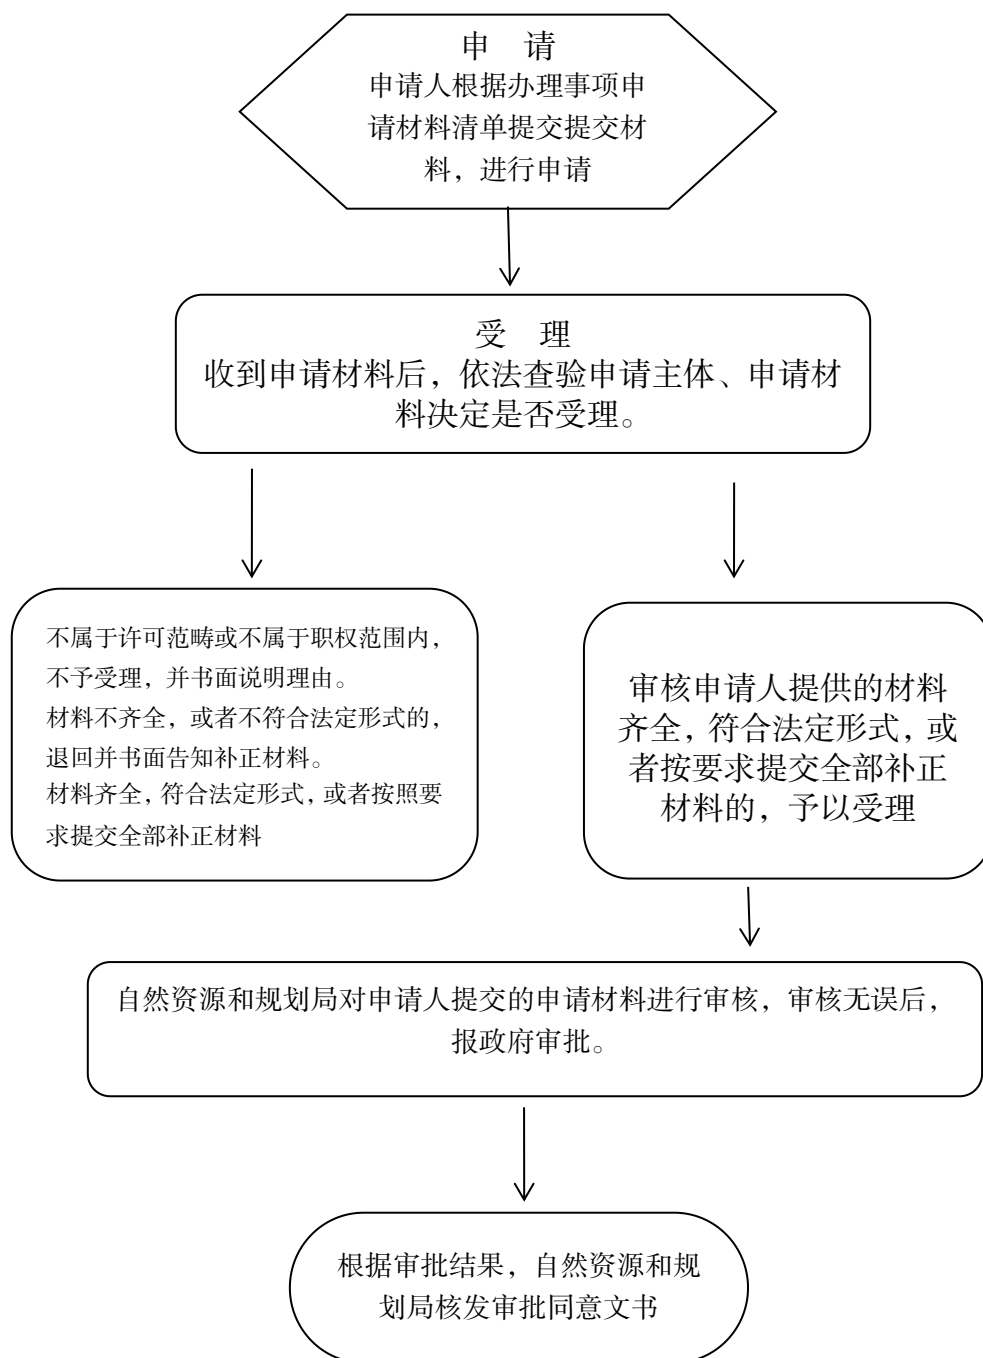 申 请
申请人根据办理事项申
请材料清单提交提交材
料，进行申请
受 理
收到申请材料后，依法查验申请主体、申请材
料决定是否受理。
不属于许可范畴或不属于职权范围内，
不予受理，并书面说明理由。
材料不齐全，或者不符合法定形式的，
退回并书面告知补正材料。
材料齐全，符合法定形式，或者按照要
求提交全部补正材料
审核申请人提供的材料
齐全，符合法定形式，或
者按要求提交全部补正
材料的，予以受理
自然资源和规划局对申请人提交的申请材料进行审核，审核无误后，
报政府审批。
根据审批结果，自然资源和规
划局核发审批同意文书